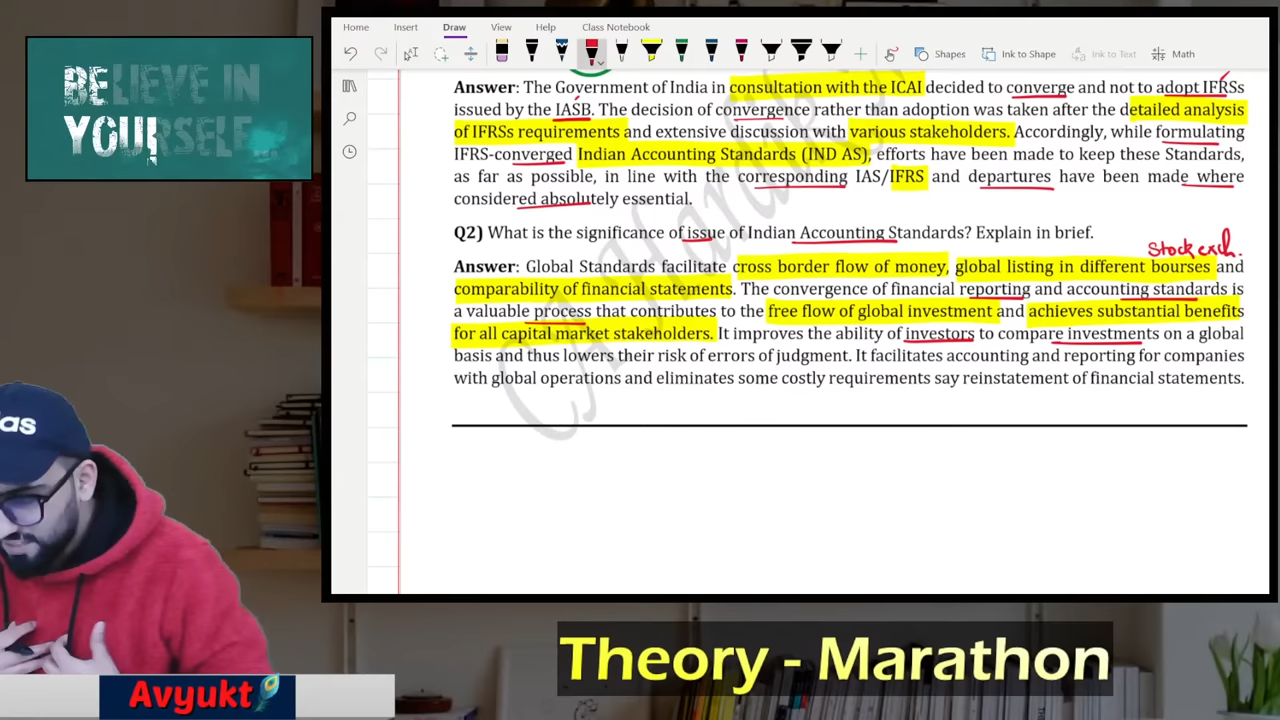 BELIEVE IN
YOURSELF
Home Insert Draw View Help Class Notebook
Shapes Ink to Shape Ink to Text Math
Answer: The Government of India in consultation with the ICAI decided to converge and not to adopt IFRSs
issued by the IASB. The decision of convergence rather than adoption was taken after the detailed analysis
of IFRSs requirements and extensive discussion with various stakeholders. Accordingly, while formulating
IFRS-converged Indian Accounting Standards (IND AS), efforts have been made to keep these Standards,
as far as possible, in line with the corresponding IAS/IFRS and departures have been made where
considered absolutely essential.
Q2) What is the significance of issue of Indian Accounting Standards? Explain in brief.
Stock exch.
Answer: Global Standards facilitate cross border flow of money, global listing in different bourses and
comparability of financial statements. The convergence of financial reporting and accounting standards is
a valuable process that contributes to the free flow of global investment and achieves substantial benefits
for all capital market stakeholders. It improves the ability of investors to compare investments on a global
basis and thus lowers their risk of errors of judgment. It facilitates accounting and reporting for companies
with global operations and eliminates some costly requirements say reinstatement of financial statements.
das
Theory - Marathon
Avyukt